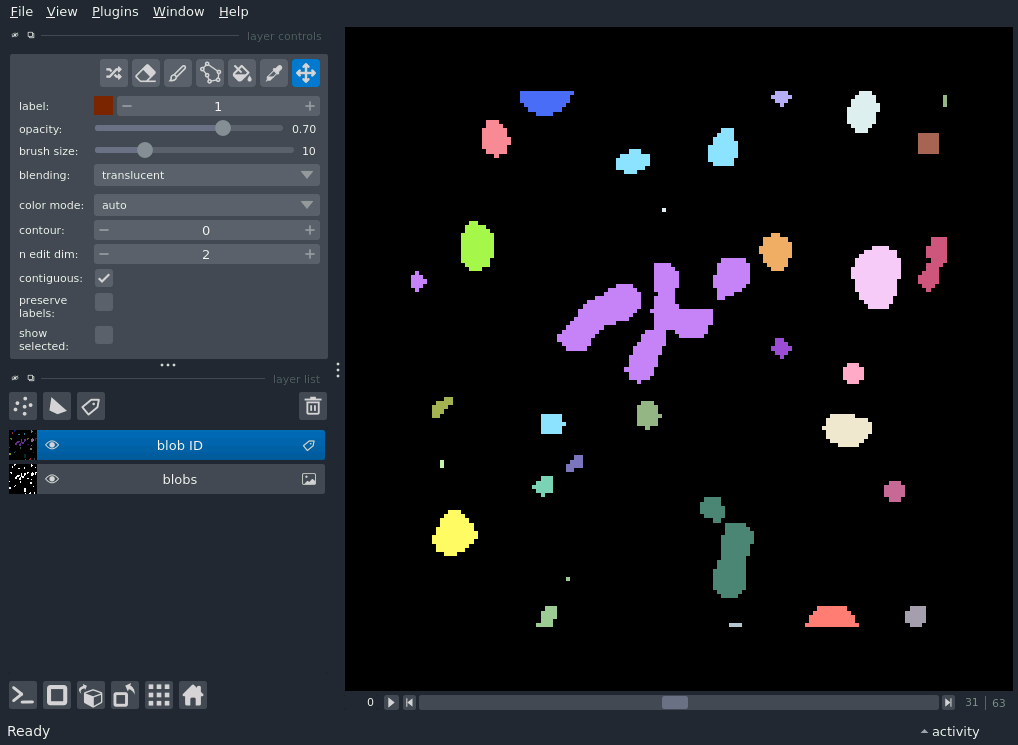 File View Plugins Window Help
layer controls
label: 1
opacity: 0.70
brush size: 10
blending: translucent
color mode: auto
contour: 0
n edit dim: 2
contiguous:
preserve
labels:
show
selected:
layer list
blob ID
blobs
0 31 | 63
Ready activity